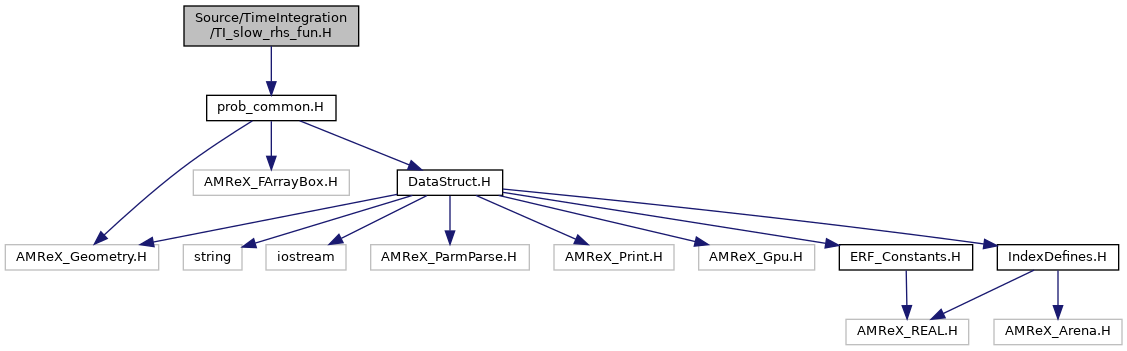 Source/TimeIntegration
/TI_slow_rhs_fun.H
prob_common.H
AMReX_FArrayBox.H
DataStruct.H
AMReX_Geometry.H
string
iostream
AMReX_ParmParse.H
AMReX_Print.H
AMReX_Gpu.H
ERF_Constants.H
IndexDefines.H
AMReX_REAL.H
AMReX_Arena.H